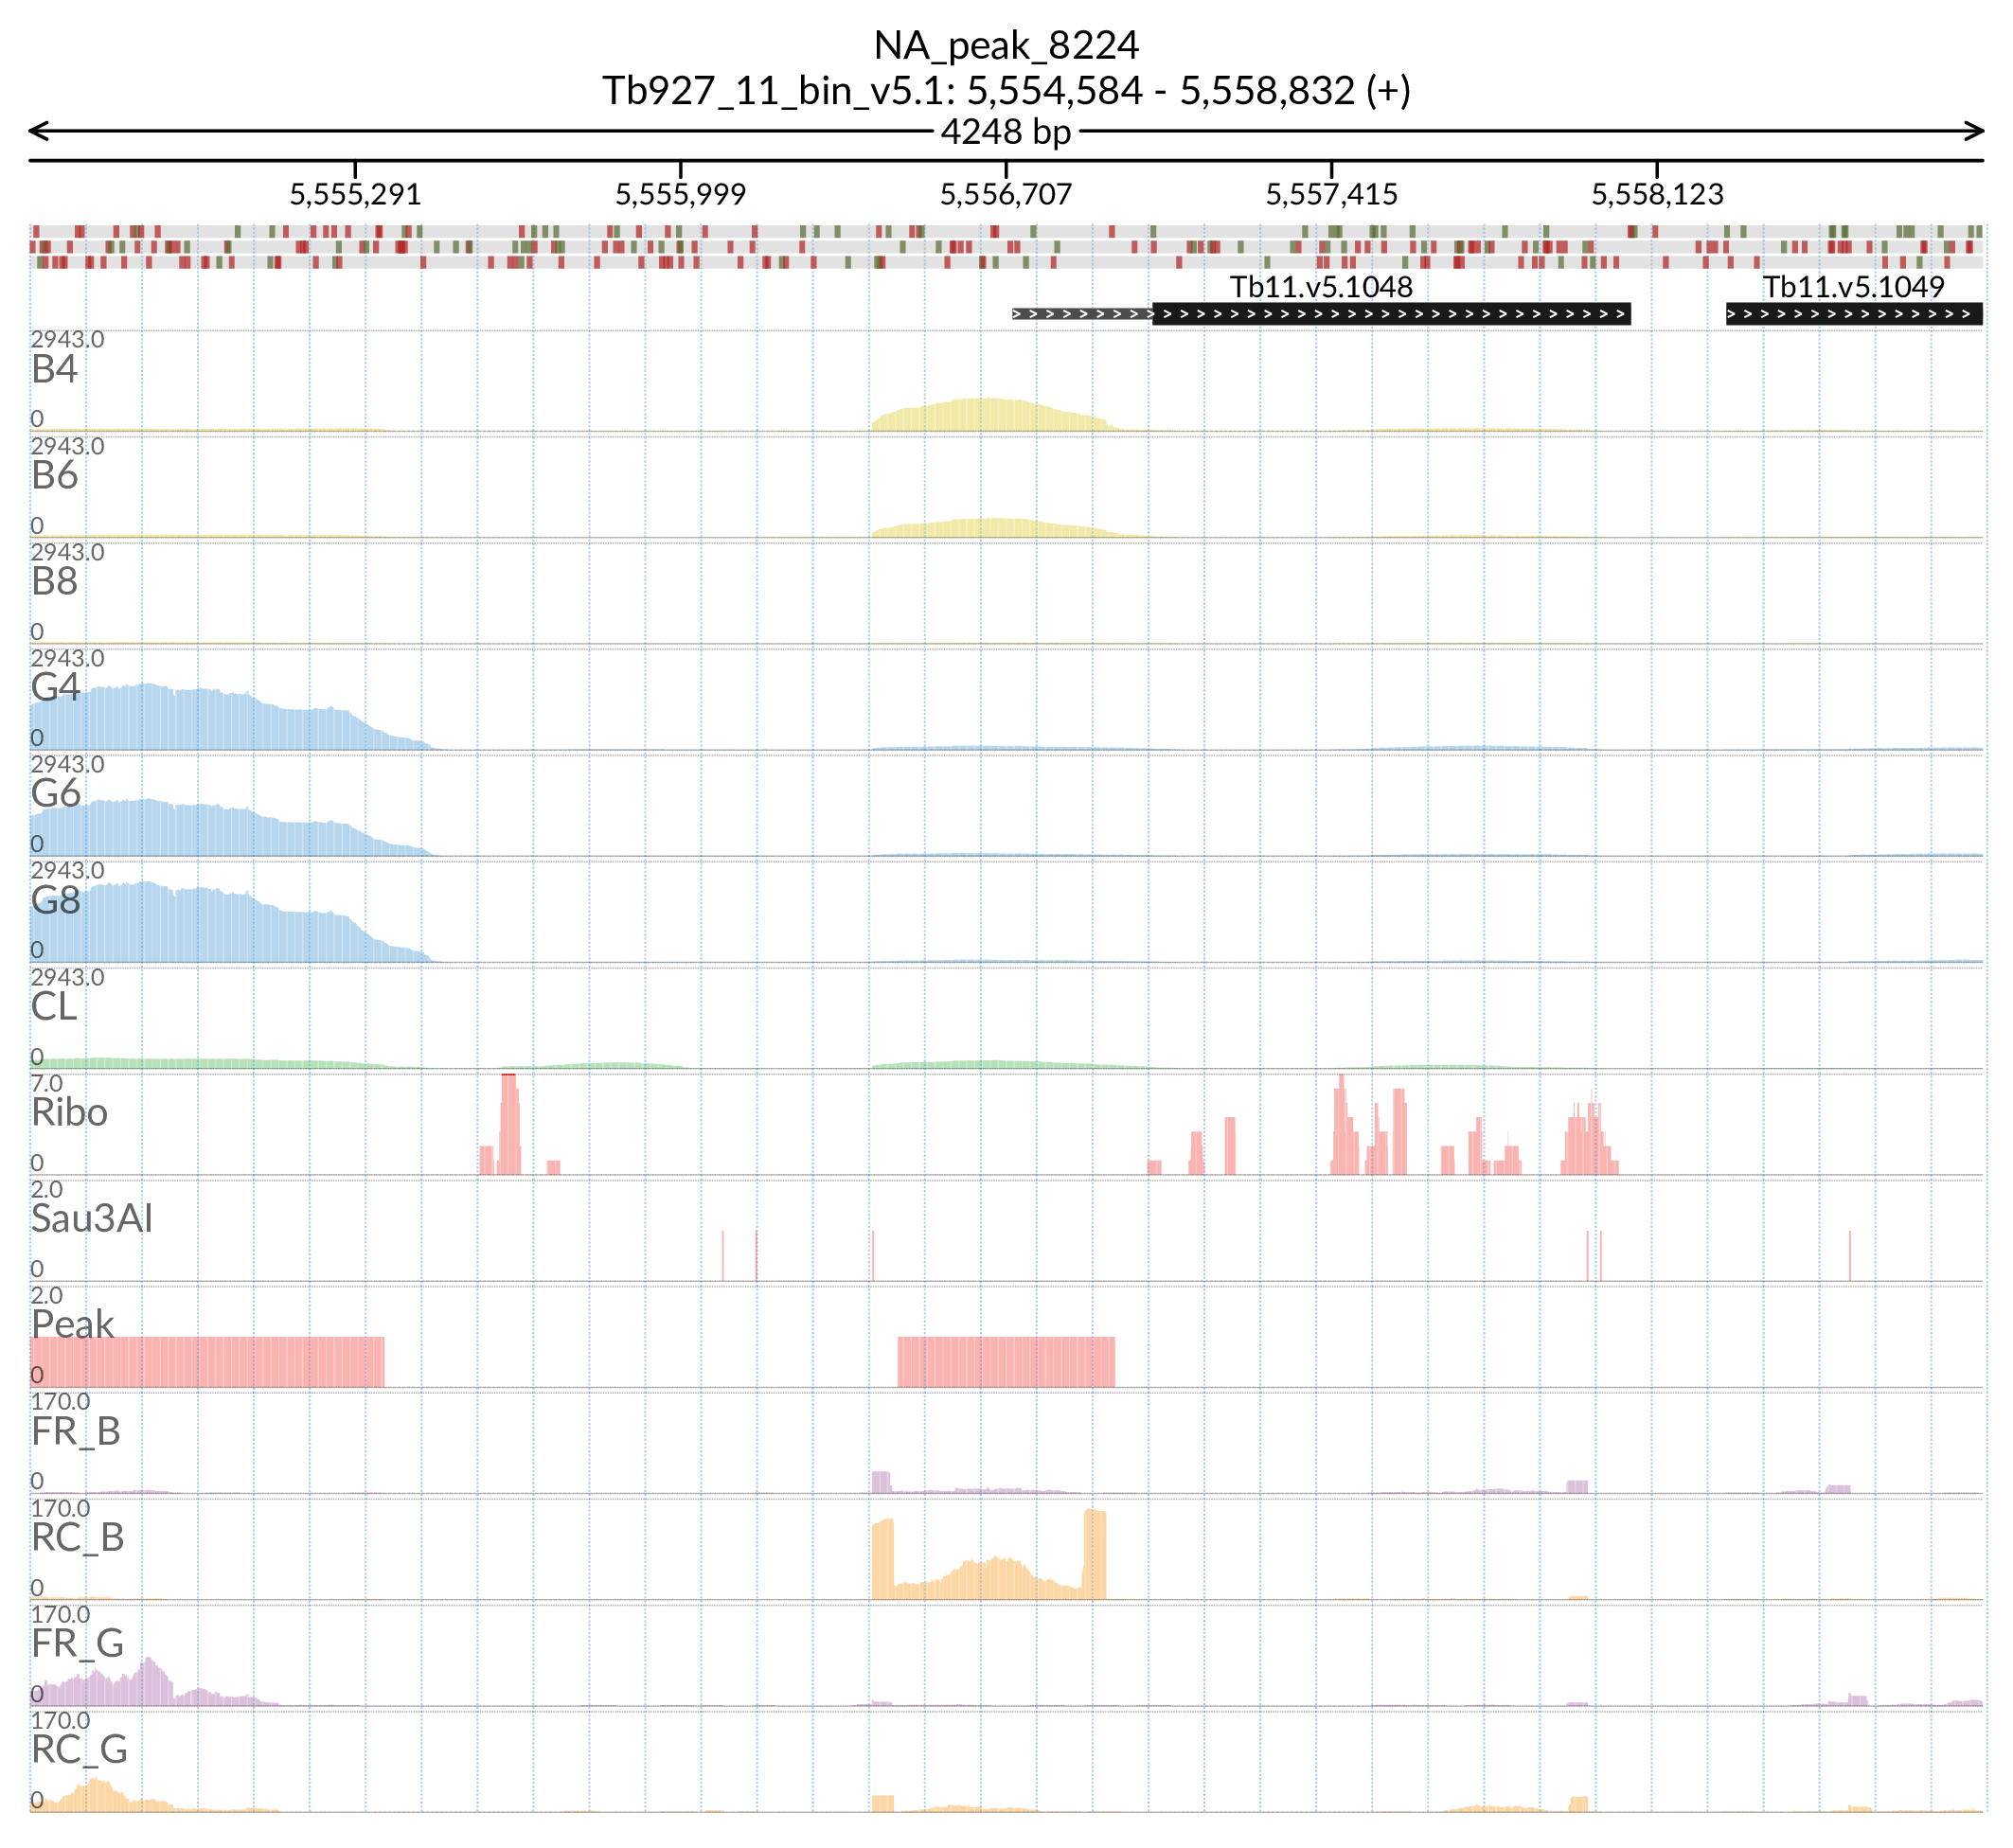 NA_peak_8224
Tb927_11_bin_v5.1: 5,554,584 - 5,558,832 (+)
4248 bp
5,555,291 5,555,999 5,556,707 5,557,415 5,558,123
Tb11.v5.1048 Tb11.v5.1049
2943.0
B4
0
2943.0
B6
0
2943.0
B8
0
2943.0
G4
0
2943.0
G6
0
2943.0
G8
0
2943.0
CL
0
7.0
Ribo
0
2.0
Sau3AI
0
2.0
Peak
0
170.0
FR_B
0
170.0
RC_B
0
170.0
FR_G
0
170.0
RC_G
0